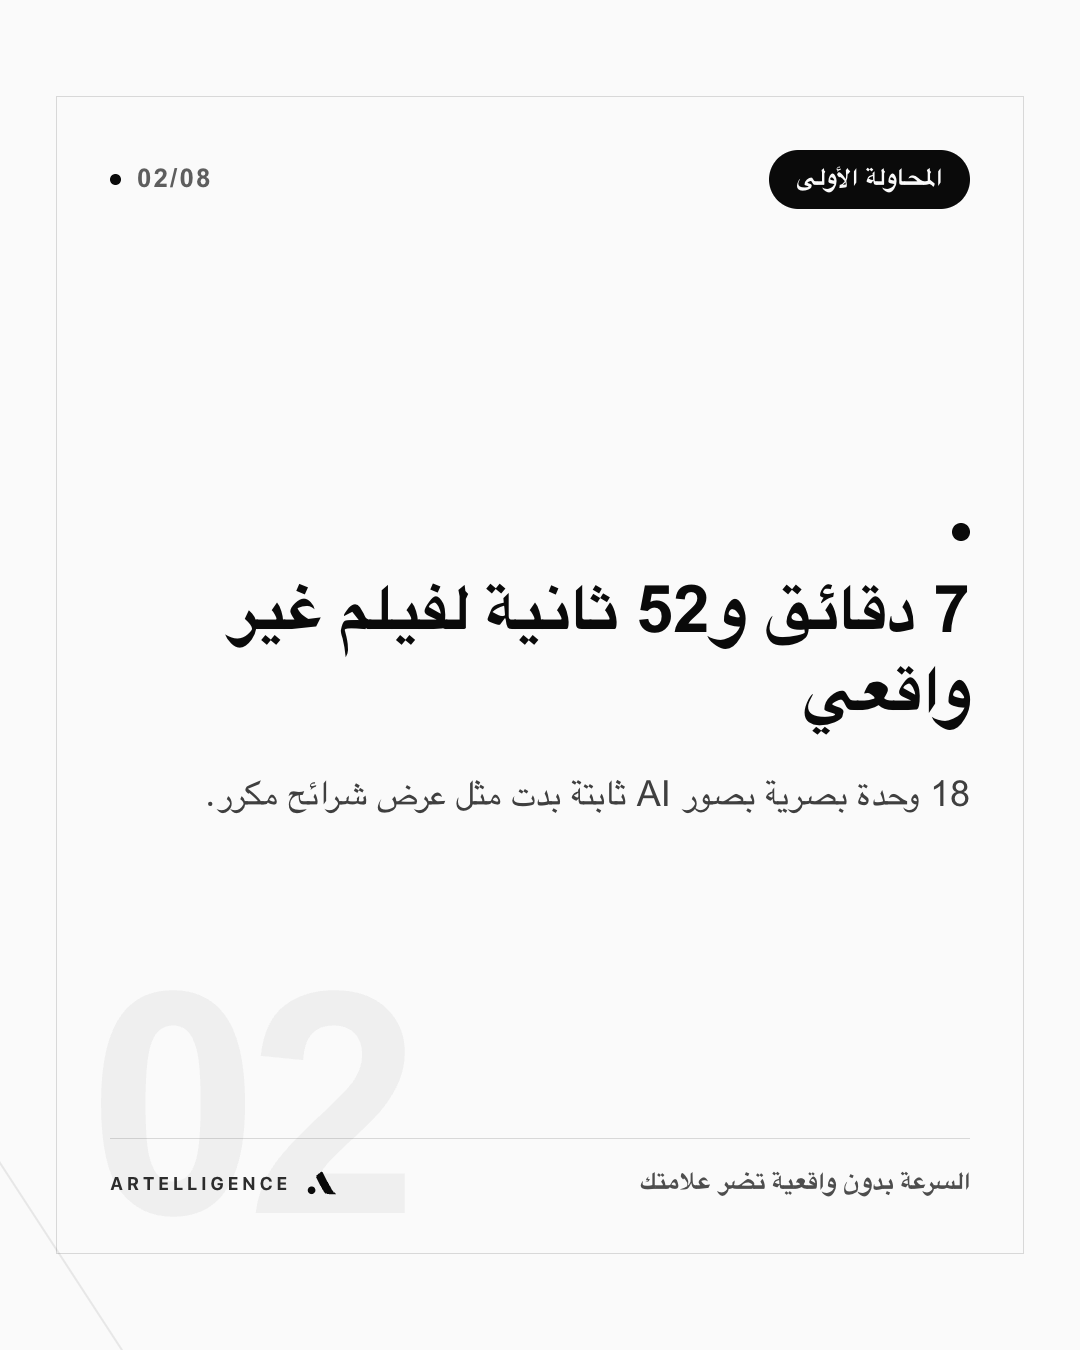 المحاولة الأولى
02/08
7 دقائق و52 ثانية لفيلم غير
واقعي
18 وحدة بصرية بصور AI ثابتة بدت مثل عرض شرائح مكرر.
02
السرعة بدون واقعية تضر علامتك
ARTELLIGENCE